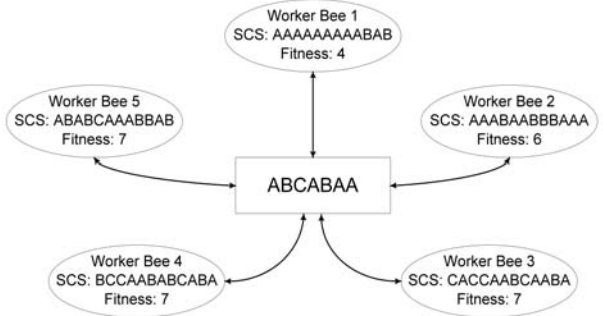 Worker Bee 1
SCS: AAAAAAAAABAB
Fitness: 4
Worker Bee 5
SCS: ABABCAAABBAB
Fitness: 7
Worker Bee 2
SCS: AAABAABBBAAA
Fitness: 6
ABCABAA
Worker Bee 4
SCS: BCCAABABCABA
Fitness: 7
Worker Bee 3
SCS: CACCAABCAABA
Fitness: 7